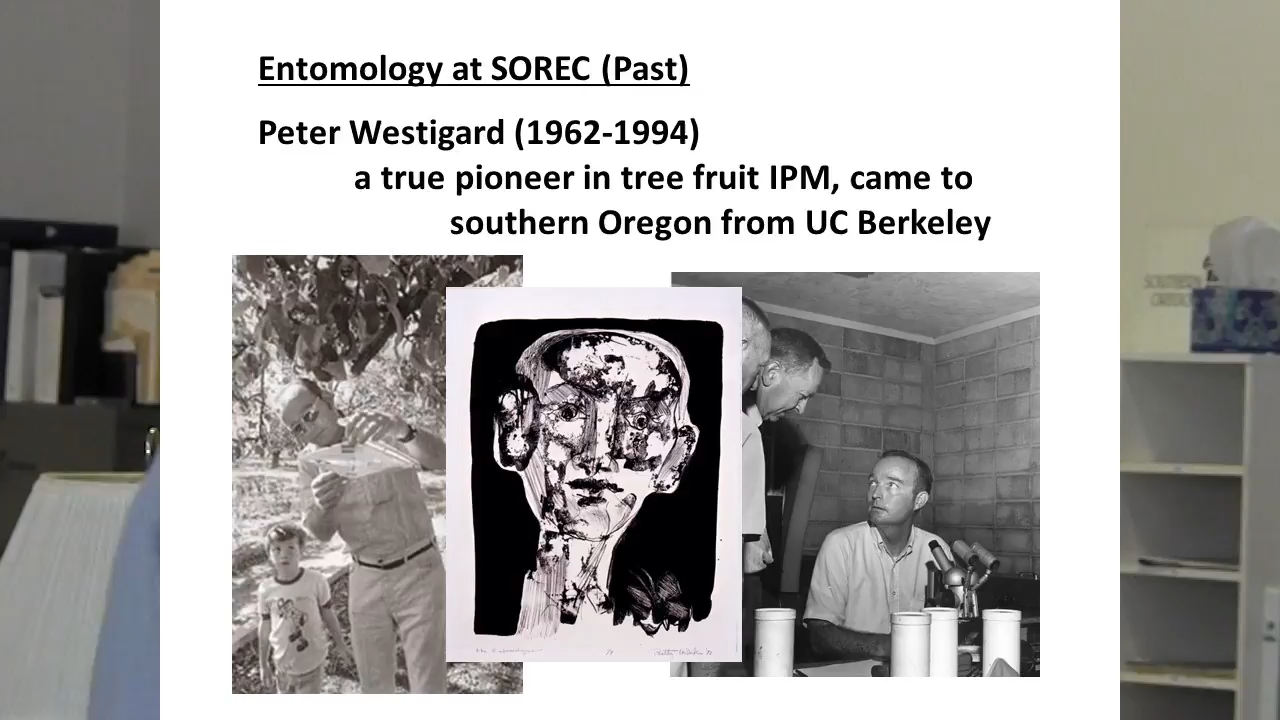 Entomology at SOREC (Past)
Peter Westigard (1962-1994)
a true pioneer in tree fruit IPM, came to
southern Oregon from UC Berkeley